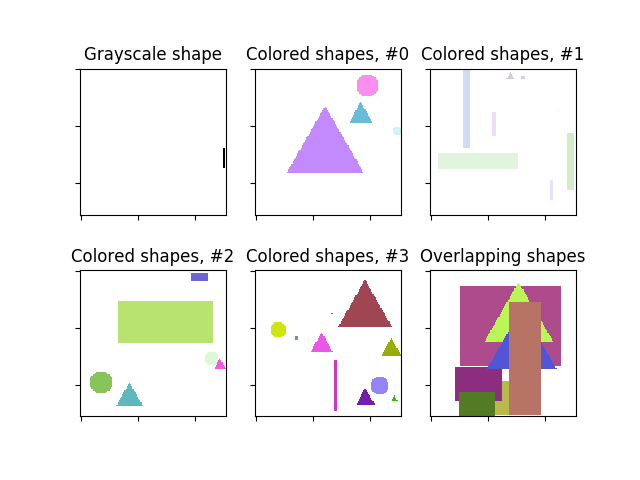 Grayscale shape
Colored shapes, #0
Colored shapes, #1
Colored shapes, #2
Colored shapes, #3
Overlapping shapes